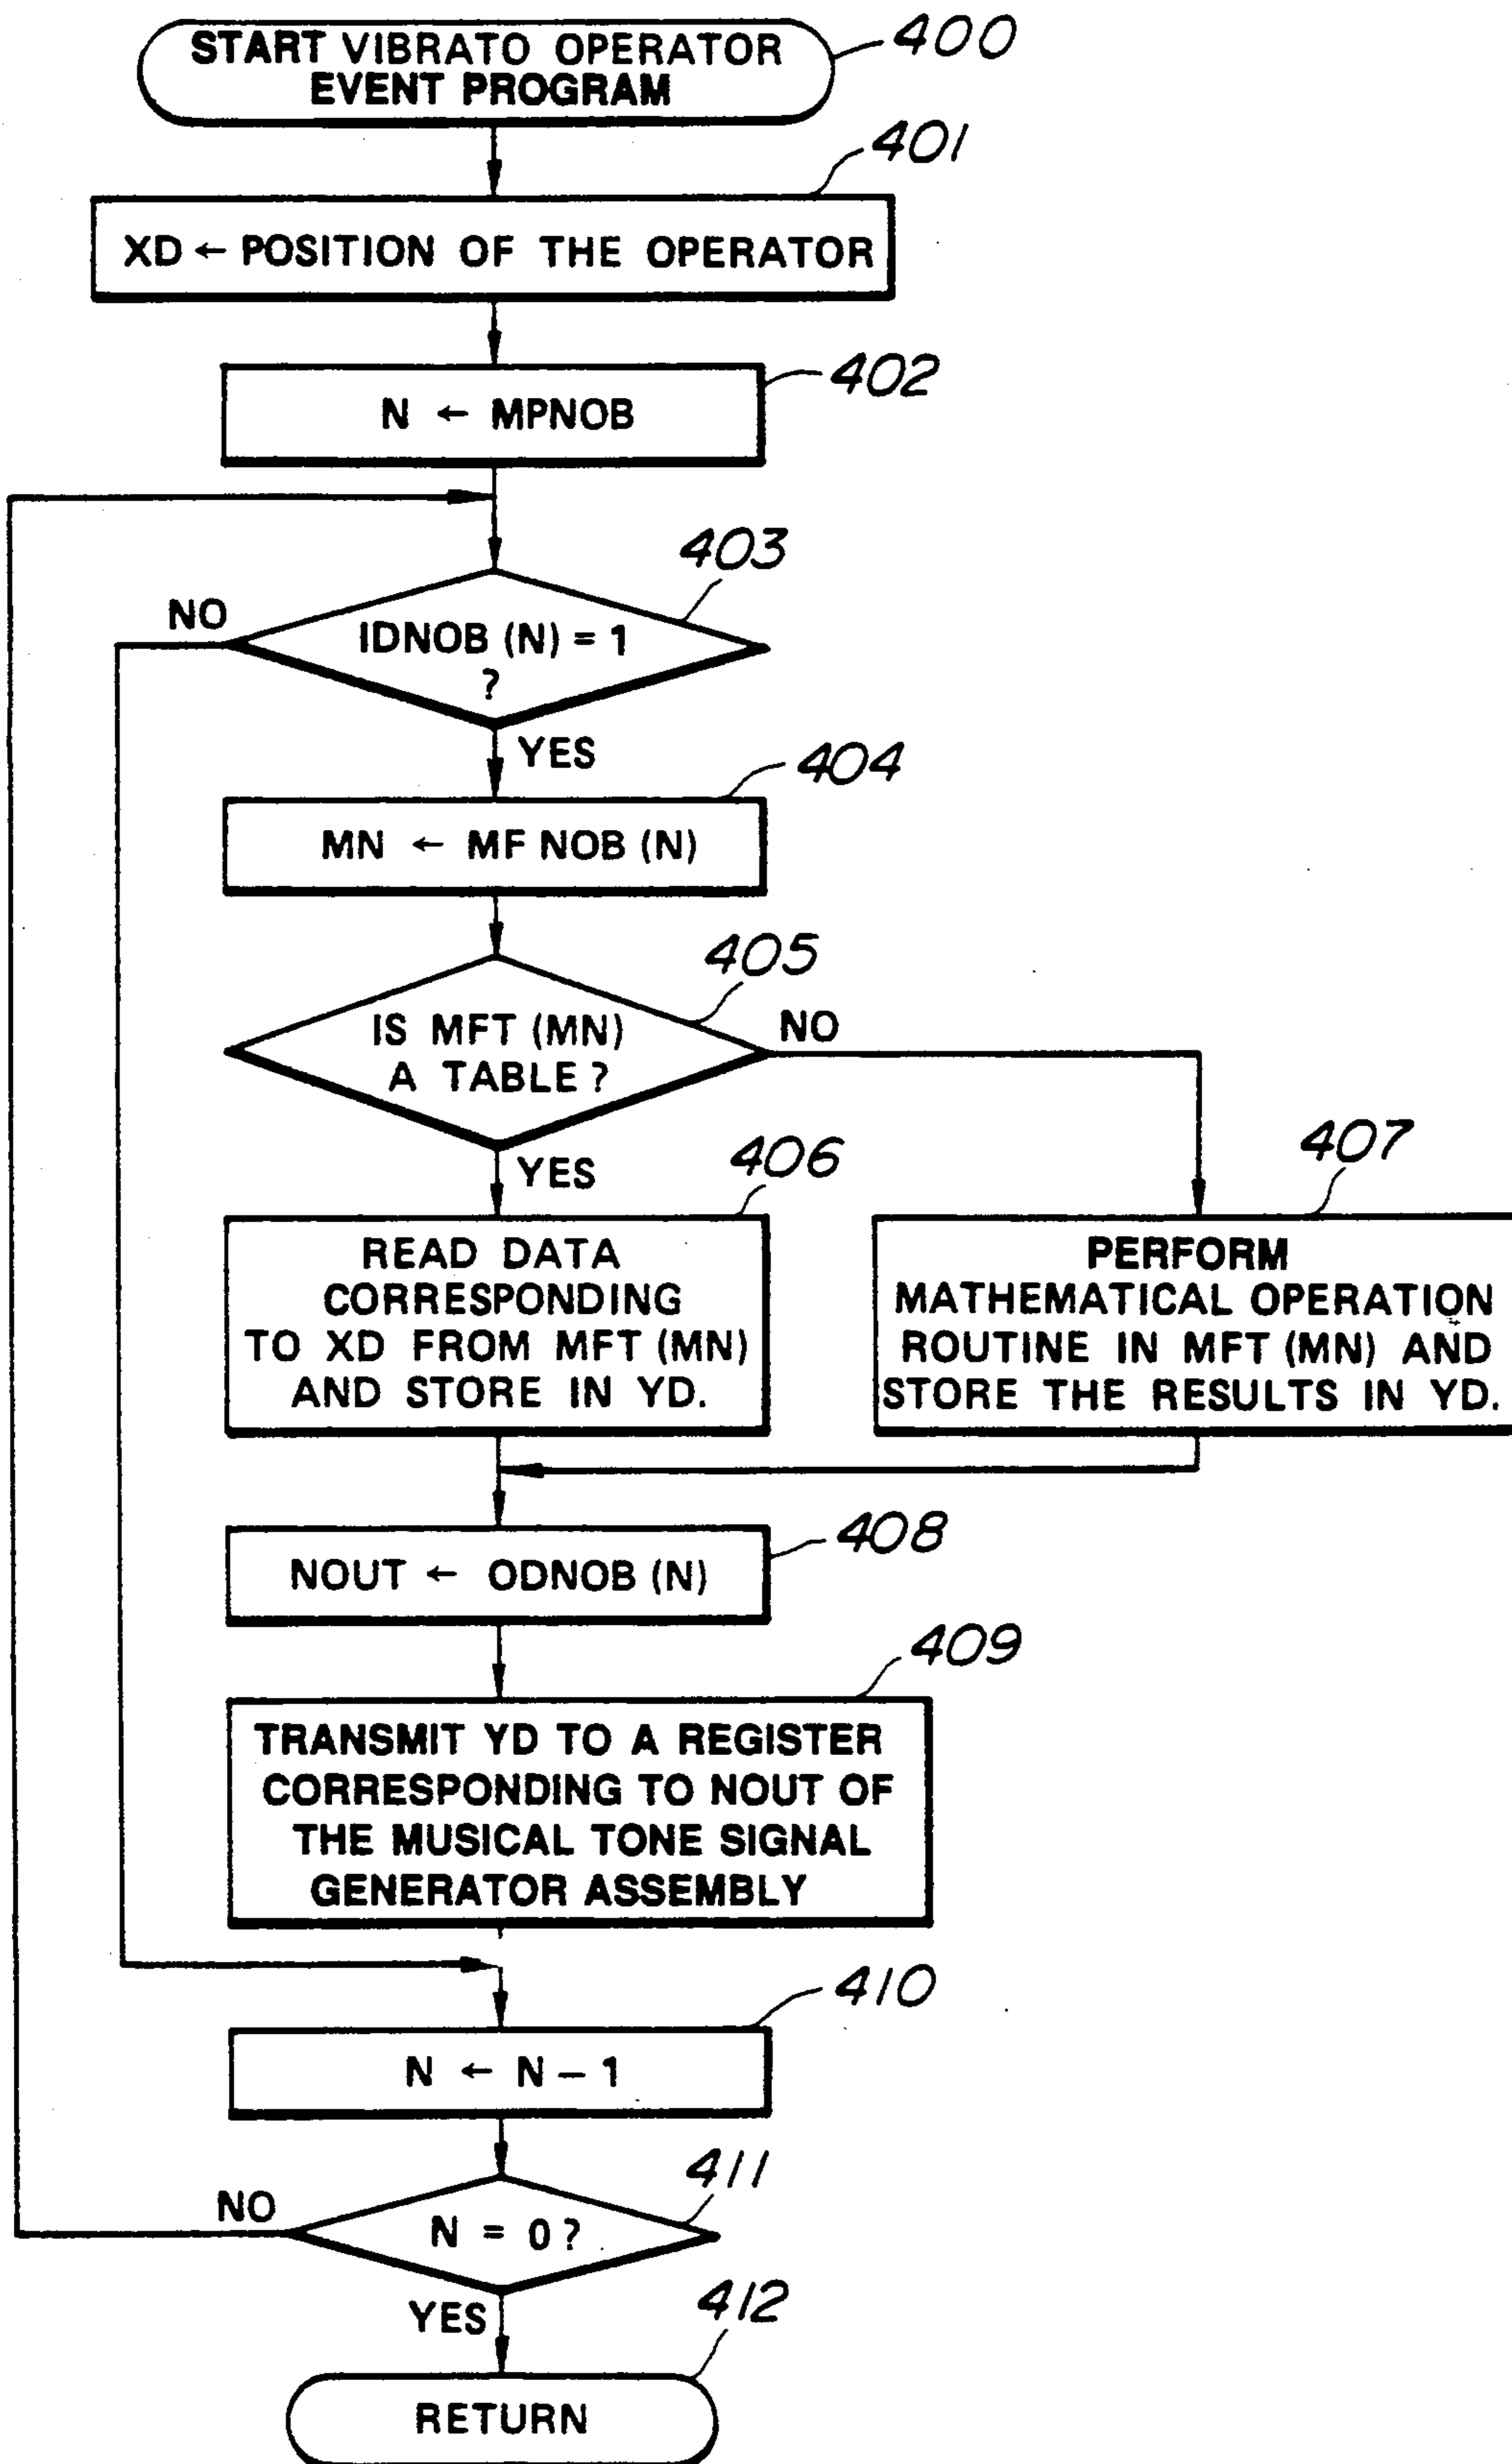 START VIBRATO OPERATOR
EVENT PROGRAM
400
401
XD ← POSITION OF THE OPERATOR
402
N ← MPNOB
403
NO
IDNOB (N) = 1
?
YES
404
MN ← MF NOB (N)
405
IS MFT (MN)
A TABLE ?
NO
YES
406
READ DATA
CORRESPONDING
TO XD FROM MFT (MN)
AND STORE IN YD.
407
PERFORM
MATHEMATICAL OPERATION
ROUTINE IN MFT (MN) AND
STORE THE RESULTS IN YD.
408
NOUT ← ODNOB (N)
409
TRANSMIT YD TO A REGISTER
CORRESPONDING TO NOUT OF
THE MUSICAL TONE SIGNAL
GENERATOR ASSEMBLY
410
N ← N - 1
411
NO
N = 0 ?
YES
412
RETURN